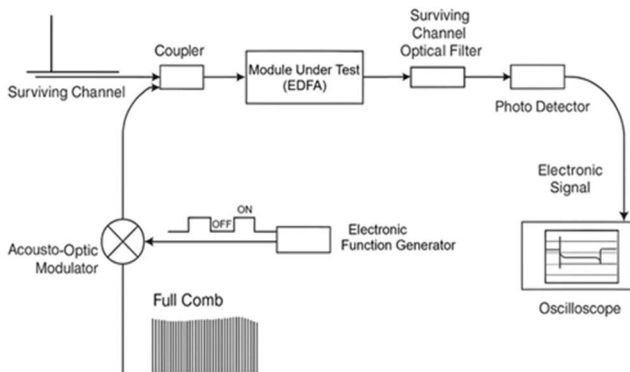 Surviving
Channel
Optical Filter
Coupler
Module Under Test
(EDFA)
Surviving Channel
Photo Detector
Electronic
Signal
ON
OFF
Electronic
Function Generator
Acousto-Optic
Modulator
Full Comb
Oscilloscope